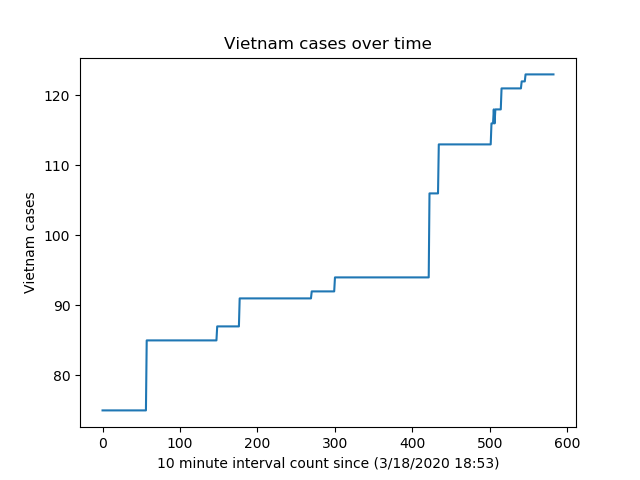 Vietnam cases over time
Vietnam cases
120
110
100
90
80
0 100 200 300 400 500 600
10 minute interval count since (3/18/2020 18:53)